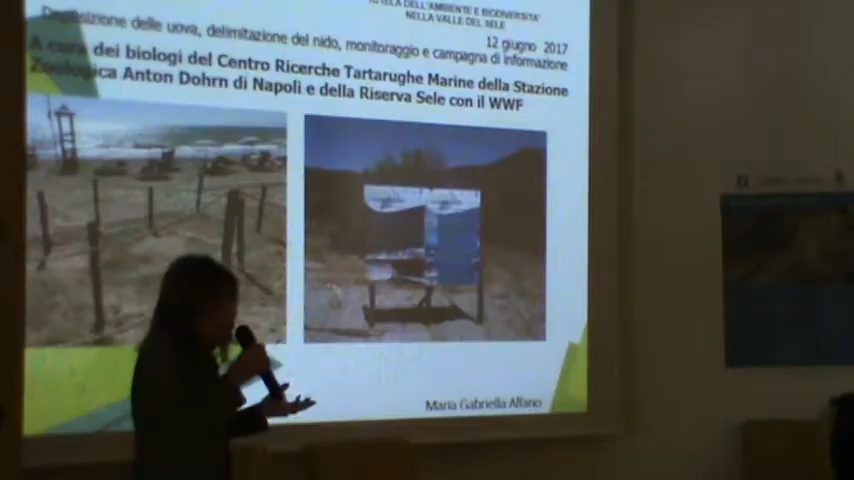 TUTELA DELL'AMBIENTE E BIODIVERSITA'
NELLA VALLE DEL SELE
12 giugno 2017
Deposizione delle uova, delimitazione del nido, monitoraggio e campagna di informazione
A cura dei biologi del Centro Ricerche Tartarughe Marine della Stazione
Zoologica Anton Dohrn di Napoli e della Riserva Sele con il WWF
Maria Gabriella Alfano